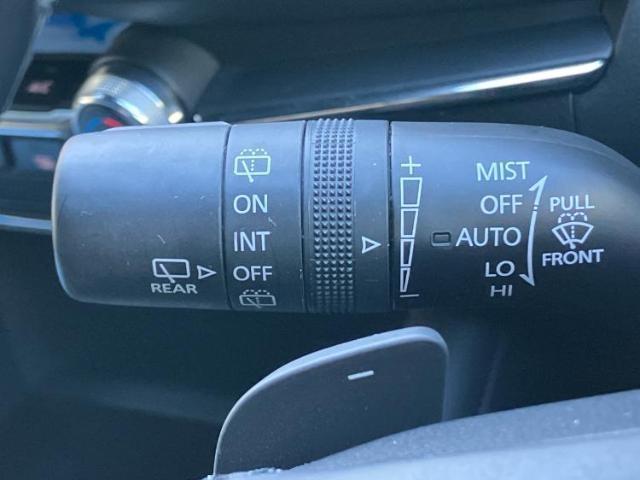 ON
INT
OFF
REAR
+
−
MIST
OFF
AUTO
LO
HI
PULL
FRONT
−